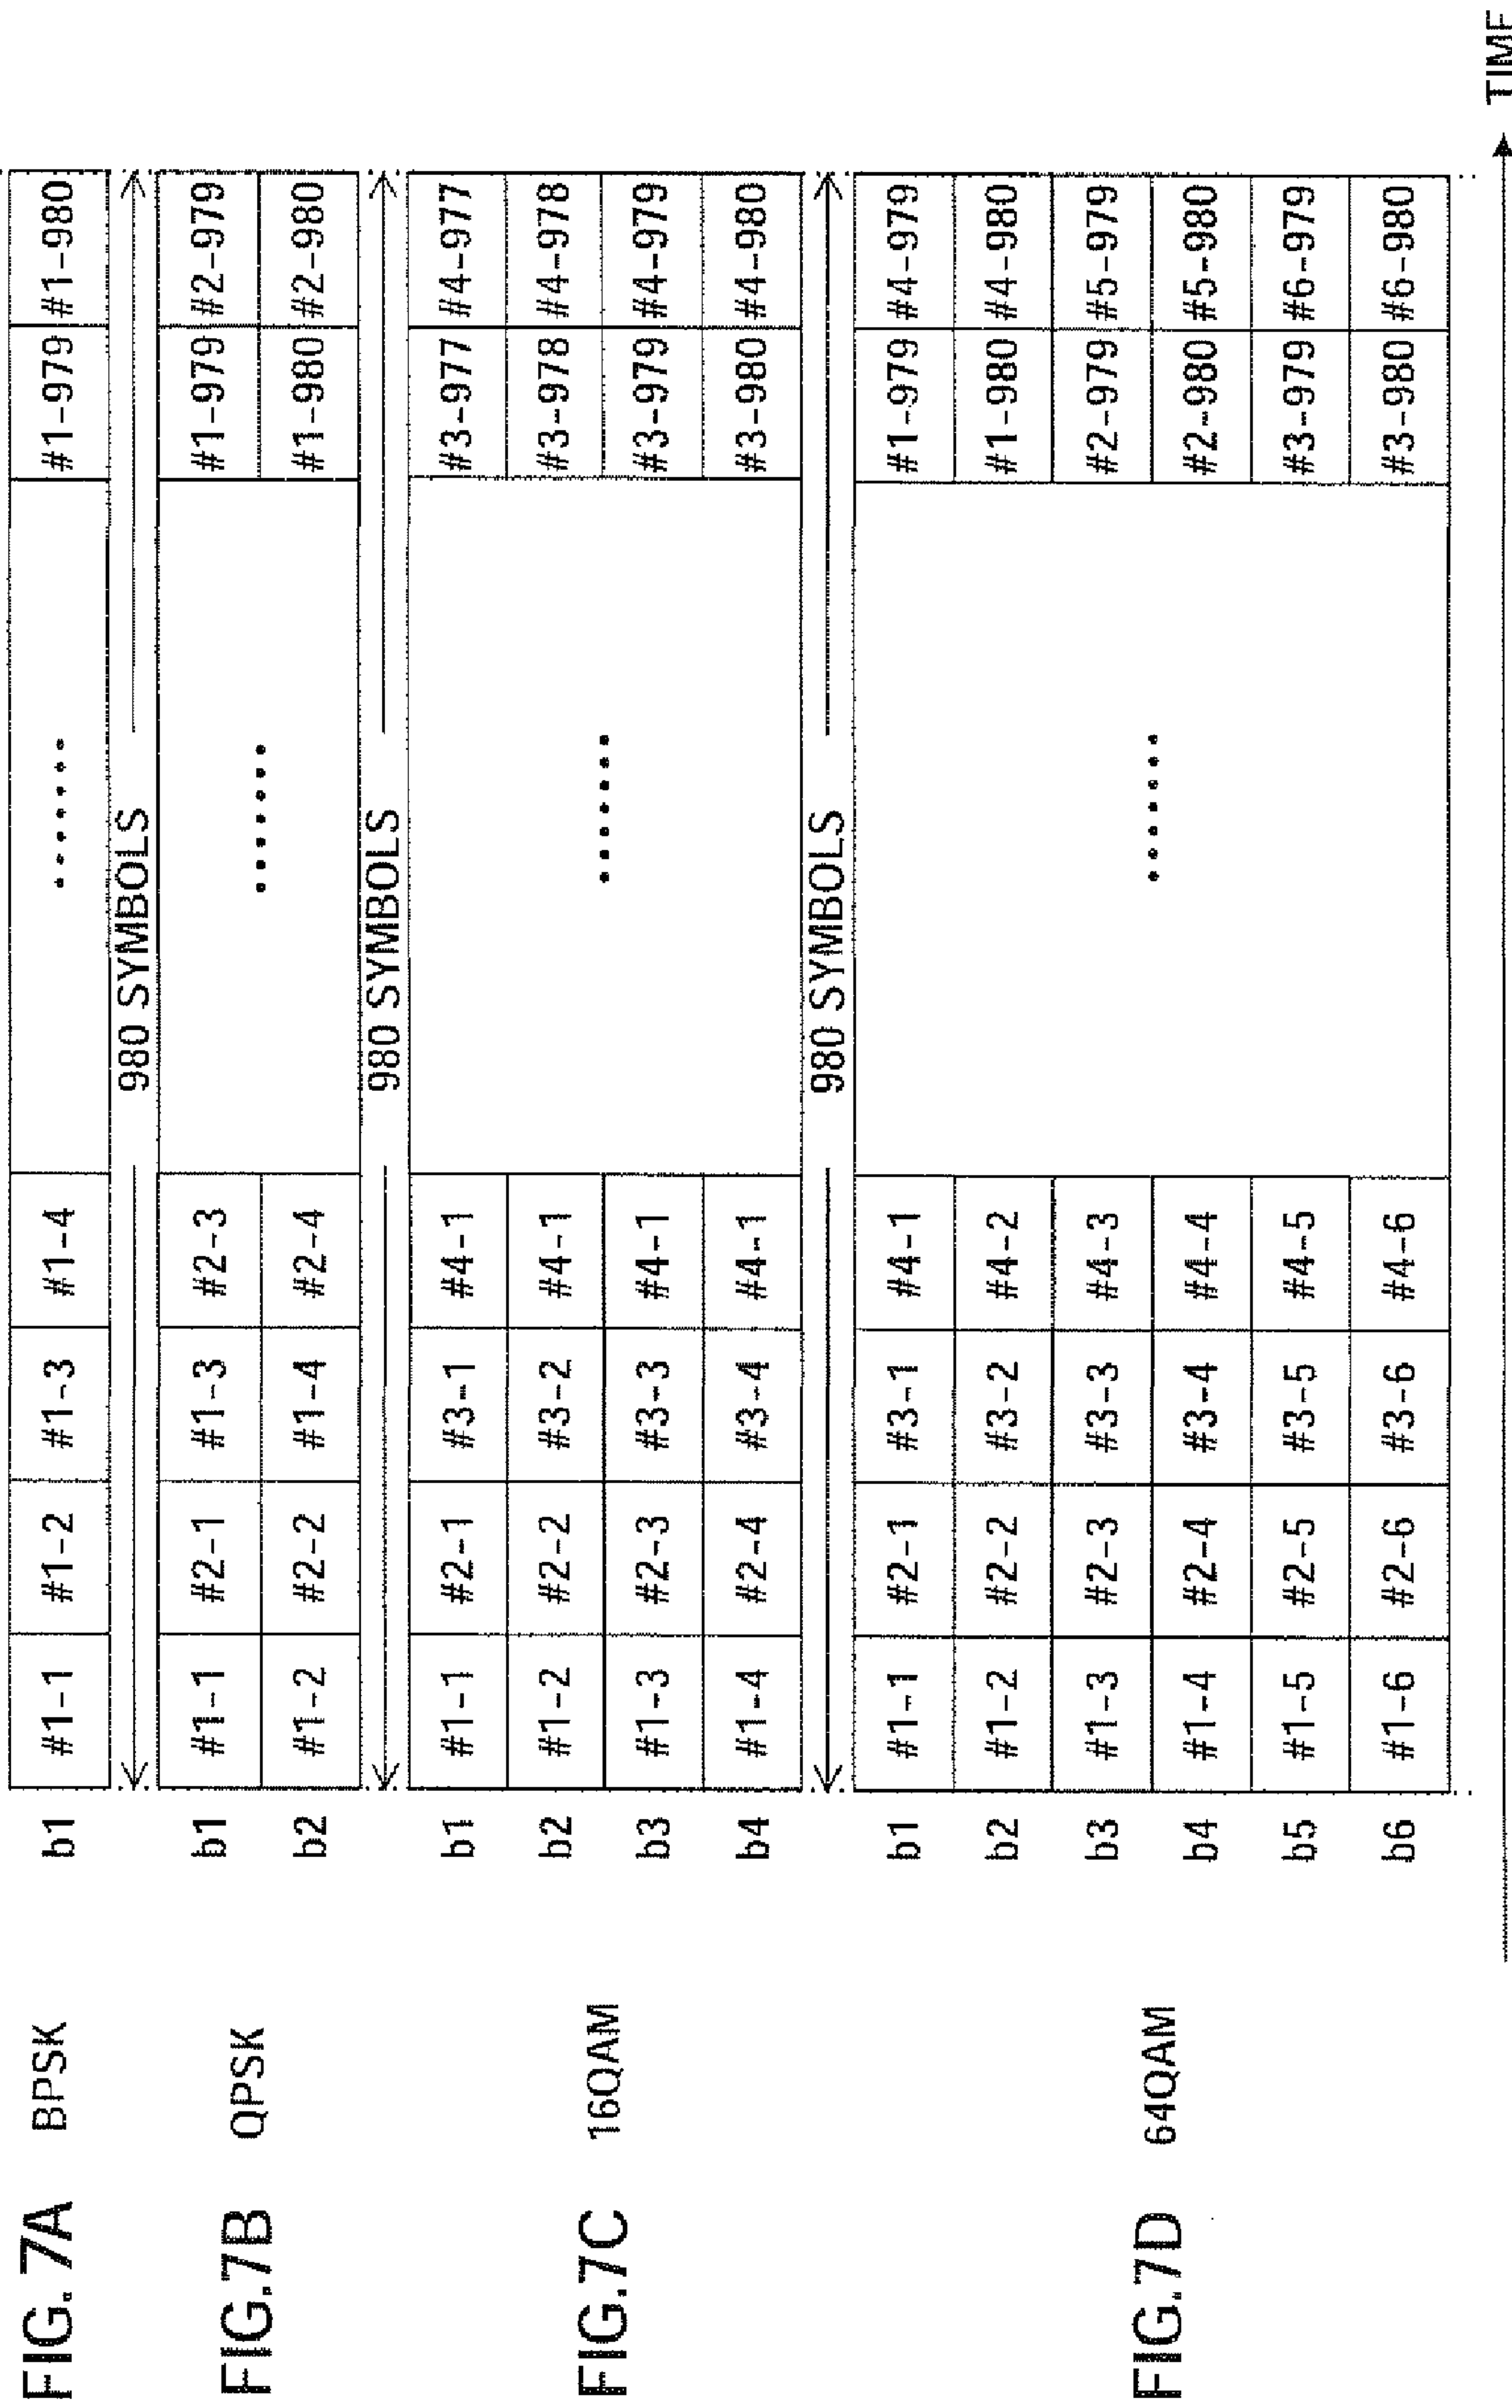 FIG. 7A BPSK
b1 #1-1 #1-2 #1-3 #1-4 ······· #1-979 #1-980
980 SYMBOLS
FIG.7B QPSK
b1 #1-1 #2-1 #1-3 #2-3 #1-979 #2-979
·······
b2 #1-2 #2-2 #1-4 #2-4 #1-980 #2-980
980 SYMBOLS
FIG.7C 16QAM
b1 #1-1 #2-1 #3-1 #4-1 #3-977 #4-977
b2 #1-2 #2-2 #3-2 #4-1 #3-978 #4-978
·······
b3 #1-3 #2-3 #3-3 #4-1 #3-979 #4-979
b4 #1-4 #2-4 #3-4 #4-1 #3-980 #4-980
980 SYMBOLS
FIG.7D 64QAM
b1 #1-1 #2-1 #3-1 #4-1 #1-979 #4-979
b2 #1-2 #2-2 #3-2 #4-2 #1-980 #4-980
b3 #1-3 #2-3 #3-3 #4-3 #2-979 #5-979
·······
b4 #1-4 #2-4 #3-4 #4-4 #2-980 #5-980
b5 #1-5 #2-5 #3-5 #4-5 #3-979 #6-979
b6 #1-6 #2-6 #3-6 #4-6 #3-980 #6-980
TIME